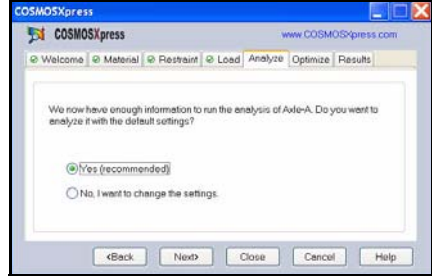 COSMOSXpress
COSMOSXpress www.COSMOSXpress.com
Welcome Material Restraint Load Analyze Optimize Results
We now have enough information to run the analysis of Axle-A. Do you want to
analyze it with the default settings?
Yes (recommended)
No, I want to change the settings.
<Back Next> Close Cancel Help